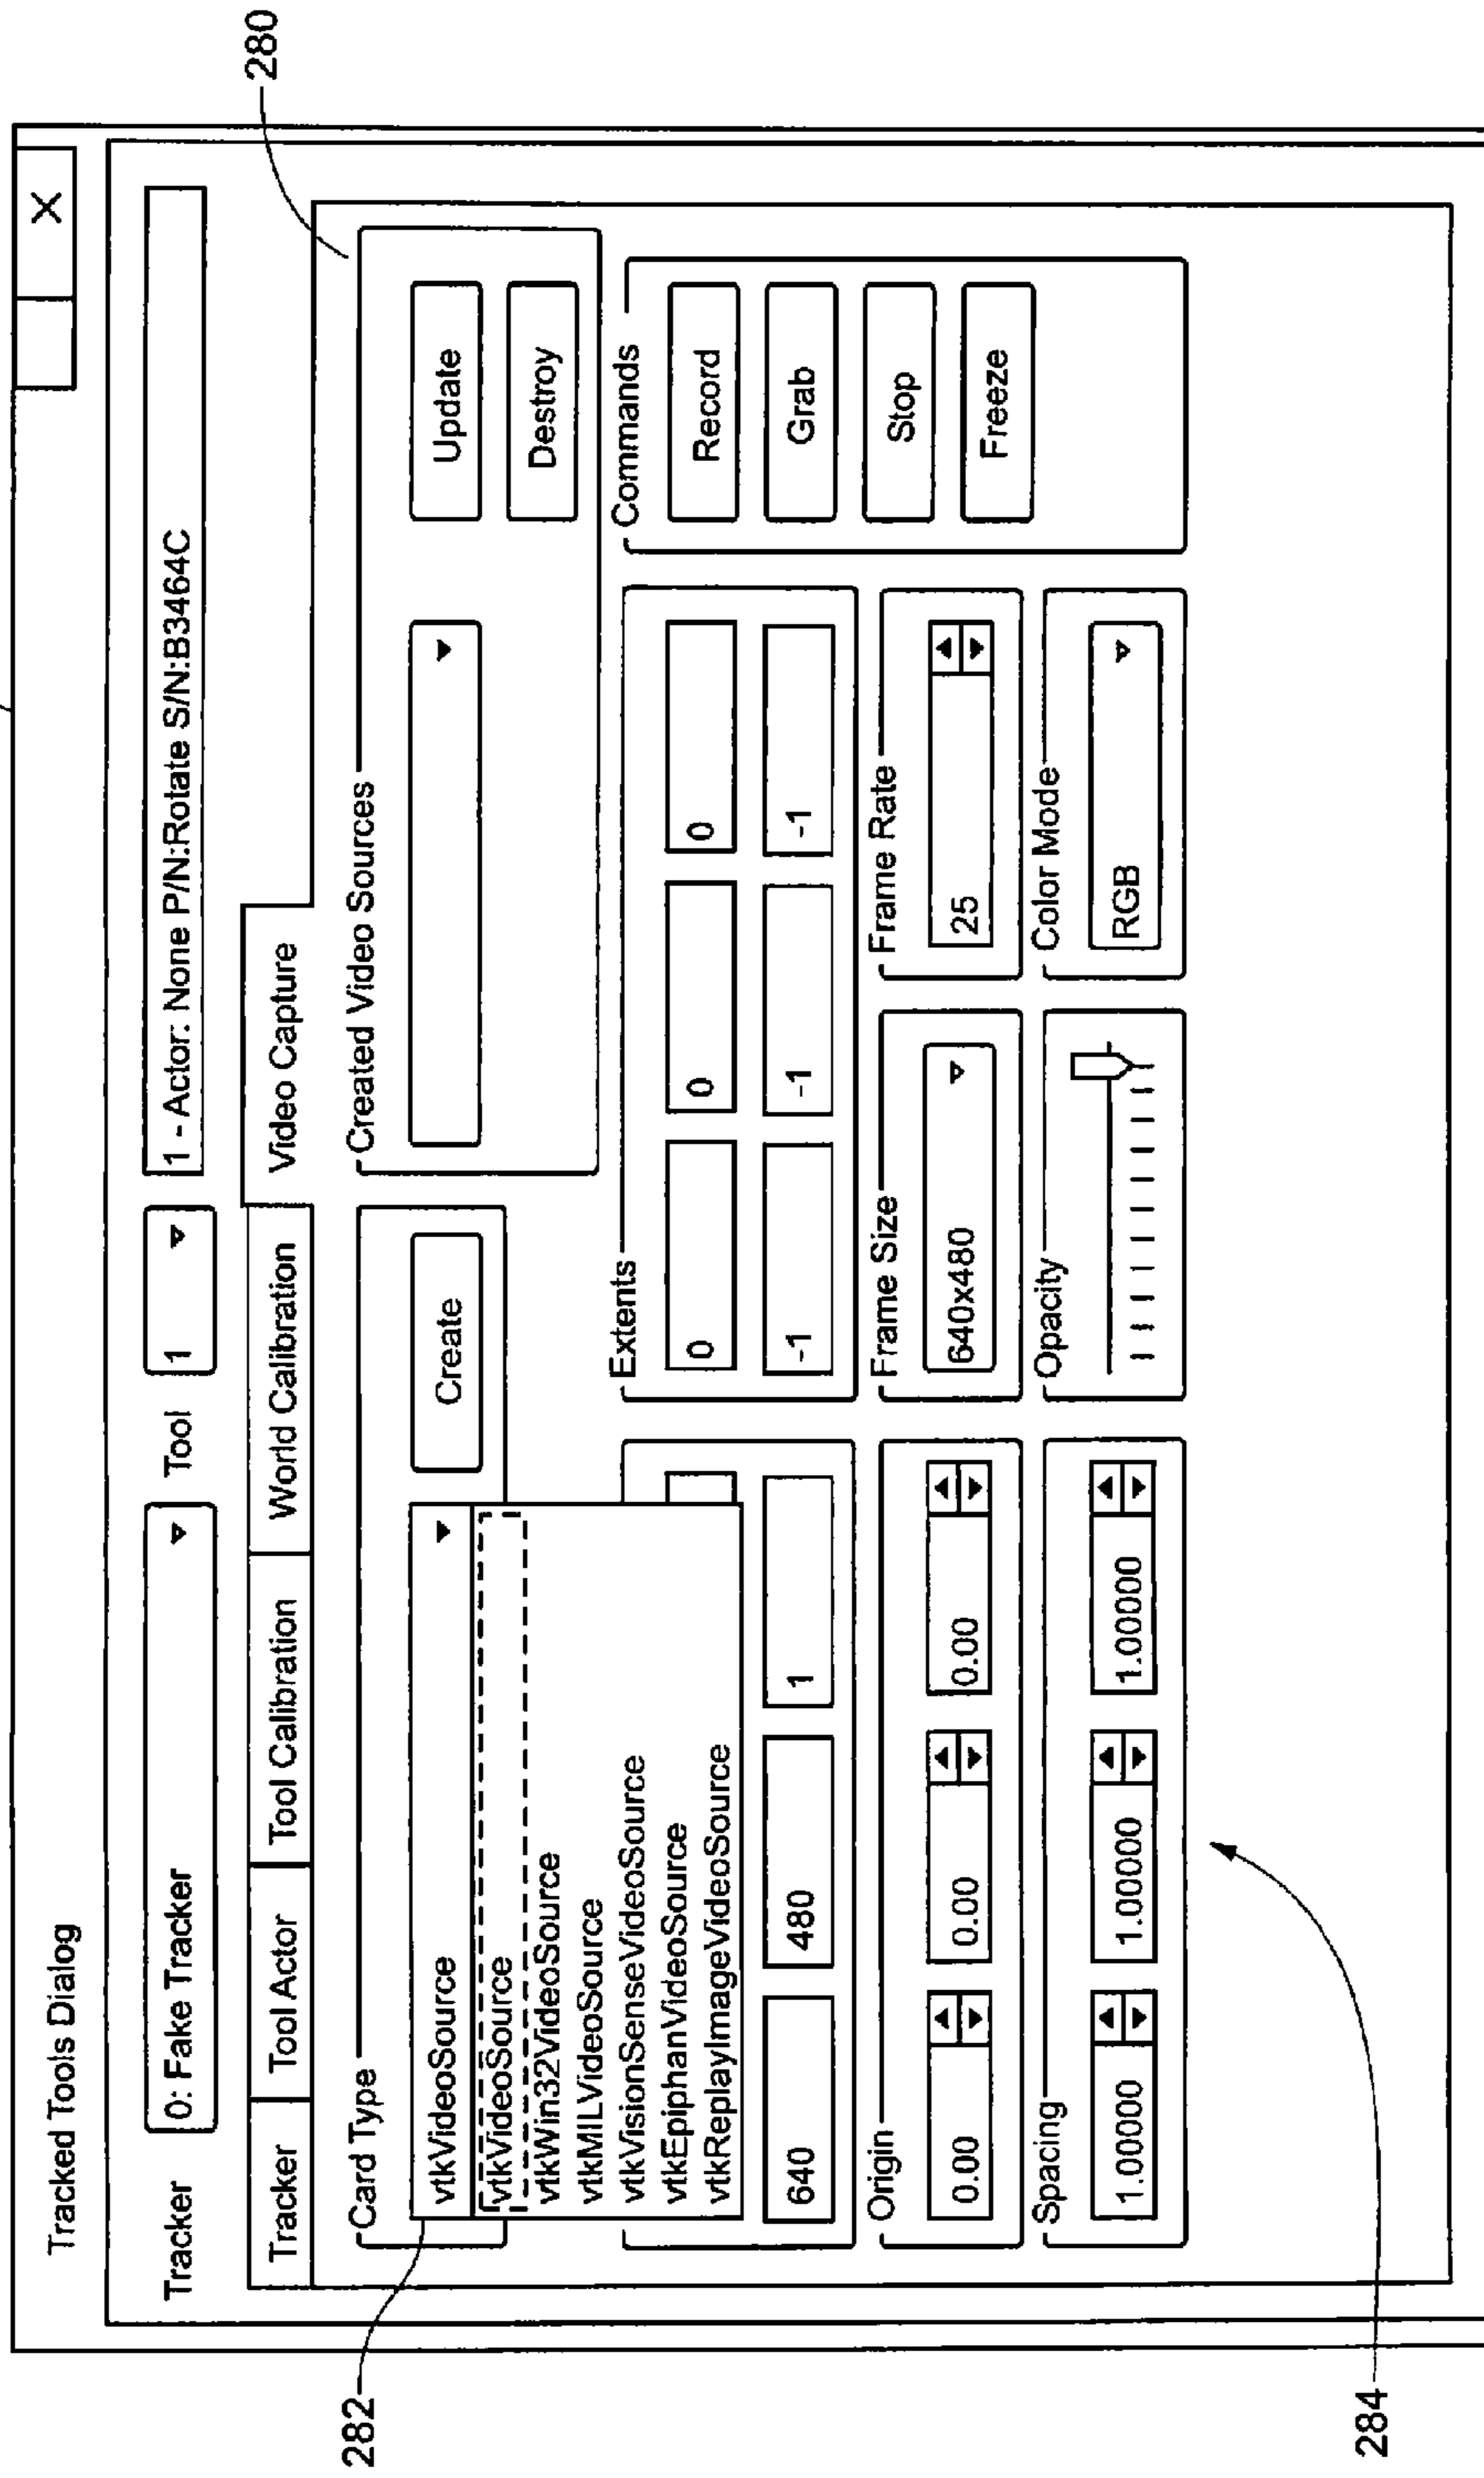 280
Tracked Tools Dialog
X
Tracker 0: Fake Tracker Tool 1 1 - Actor: None P/N:Rotate S/N:B3464C
Tracker Tool Actor Tool Calibration World Calibration Video Capture
Card Type
Created Video Sources
vtkVideoSource Create Update
vtkVideoSource
vtkWin32VideoSource
vtkMILVideoSource
vtkVisionSenseVideoSource
vtkEpiphanVideoSource
vtkReplayImageVideoSource
Destroy
282
Extents
Commands
0 0 0 Record
640 480 1 -1 -1 -1 Grab
Origin Frame Size Frame Rate
Stop
0.00 0.00 0.00 640x480 25
Freeze
Spacing Opacity Color Mode
1.00000 1.00000 1.00000 RGB
284